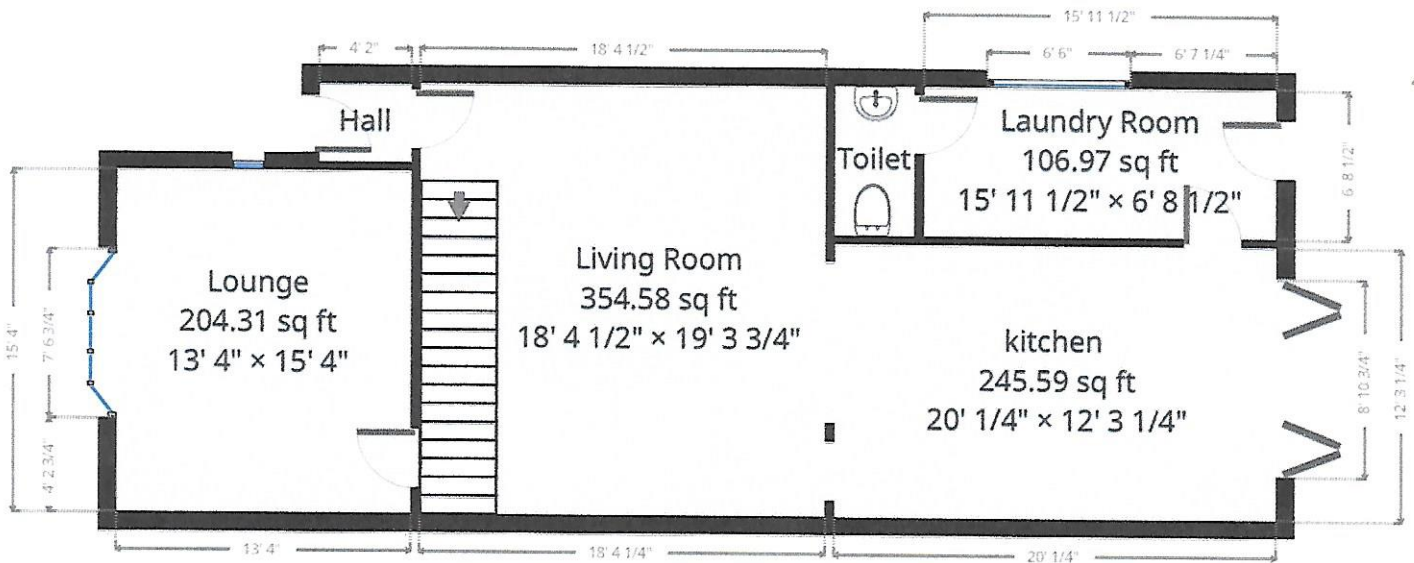 15' 11 1/2"
4' 2"
18' 4 1/2"
6' 6"
6' 7 1/4"
Hall
Laundry Room
106.97 sq ft
15' 11 1/2" × 6' 8 1/2"
Toilet
6' 8 1/2"
Lounge
204.31 sq ft
13' 4" × 15' 4"
Living Room
354.58 sq ft
18' 4 1/2" × 19' 3 3/4"
kitchen
245.59 sq ft
20' 1/4" × 12' 3 1/4"
15' 4"
7' 6 3/4"
4' 2 3/4"
8' 10 3/4"
12' 3 1/4"
13' 4"
18' 4 1/4"
20' 1/4"